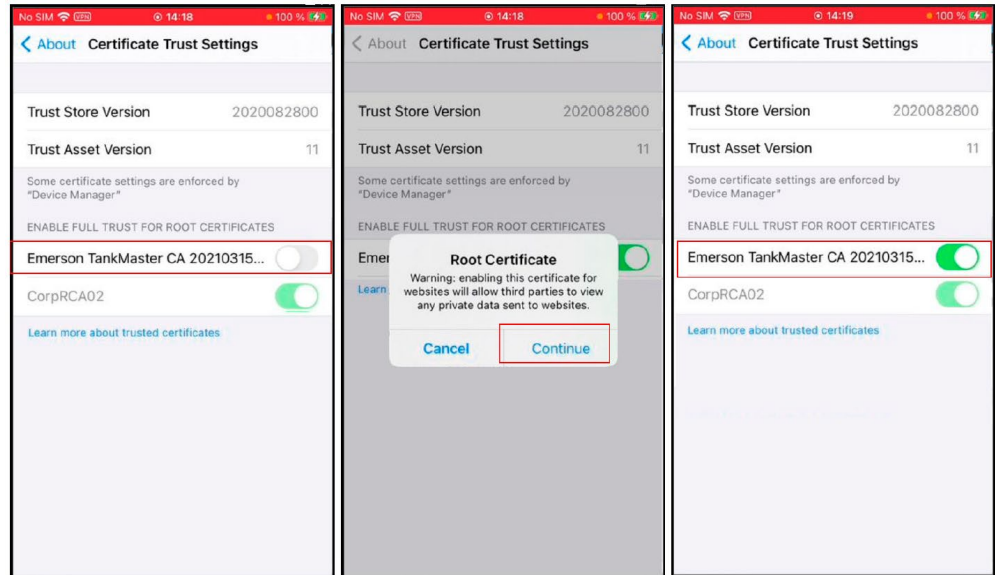 No SIM VPN 14:18 100 %
About Certificate Trust Settings
Trust Store Version 2020082800
Trust Asset Version 11
Some certificate settings are enforced by
"Device Manager"
ENABLE FULL TRUST FOR ROOT CERTIFICATES
Emerson TankMaster CA 20210315...
CorpRCA02
Learn more about trusted certificates
No SIM VPN 14:18 100 %
About Certificate Trust Settings
Trust Store Version 2020082800
Trust Asset Version 11
Some certificate settings are enforced by
"Device Manager"
ENABLE FULL TRUST FOR ROOT CERTIFICATES
Emer
Learn
Root Certificate
Warning: enabling this certificate for
websites will allow third parties to view
any private data sent to websites.
Cancel Continue
No SIM VPN 14:19 100 %
About Certificate Trust Settings
Trust Store Version 2020082800
Trust Asset Version 11
Some certificate settings are enforced by
"Device Manager"
ENABLE FULL TRUST FOR ROOT CERTIFICATES
Emerson TankMaster CA 20210315...
CorpRCA02
Learn more about trusted certificates